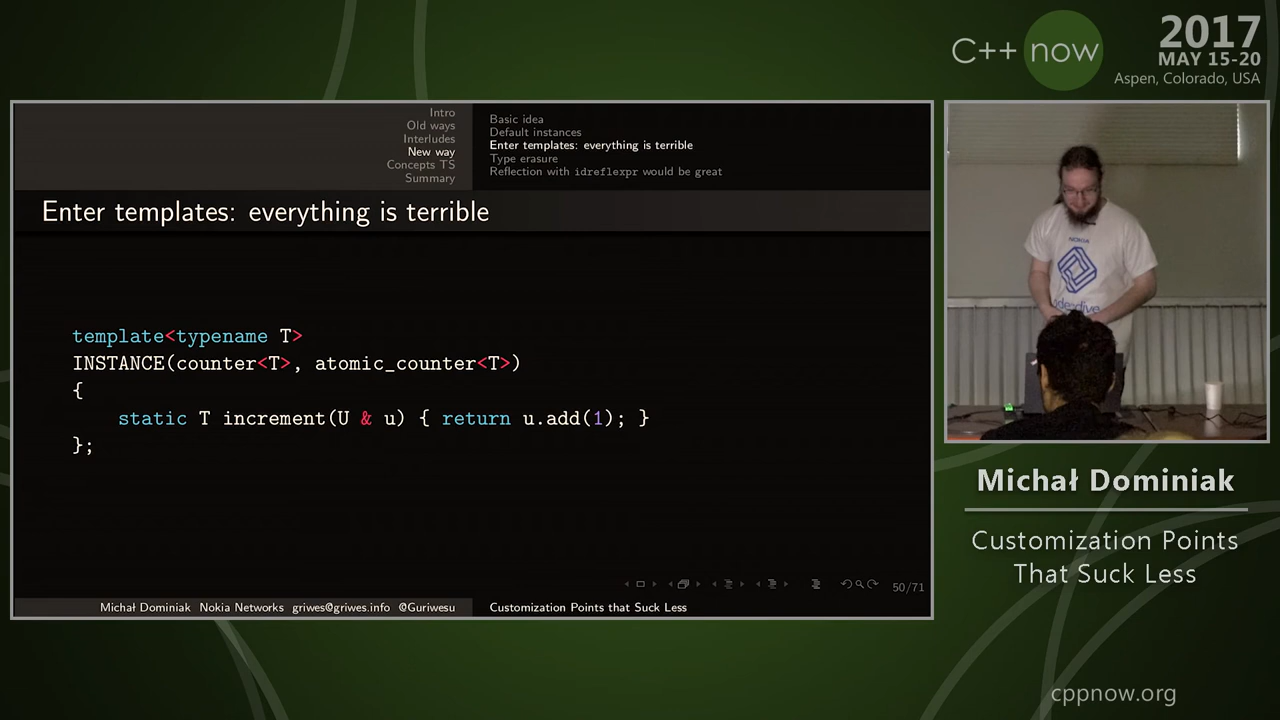 C++ now
2017
MAY 15-20
Aspen, Colorado, USA
Intro
Old ways
Interludes
New way
Concepts TS
Summary
Basic idea
Default instances
Enter templates: everything is terrible
Type erasure
Reflection with idreflexpr would be great
Enter templates: everything is terrible
template<typename T>
INSTANCE(counter<T>, atomic_counter<T>)
{
static T increment(U & u) { return u.add(1); }
};
50/71
Michał Dominiak Nokia Networks griwes@griwes.info @Guriwesu
Customization Points that Suck Less
NOKIA
Michał Dominiak
Customization Points
That Suck Less
cppnow.org